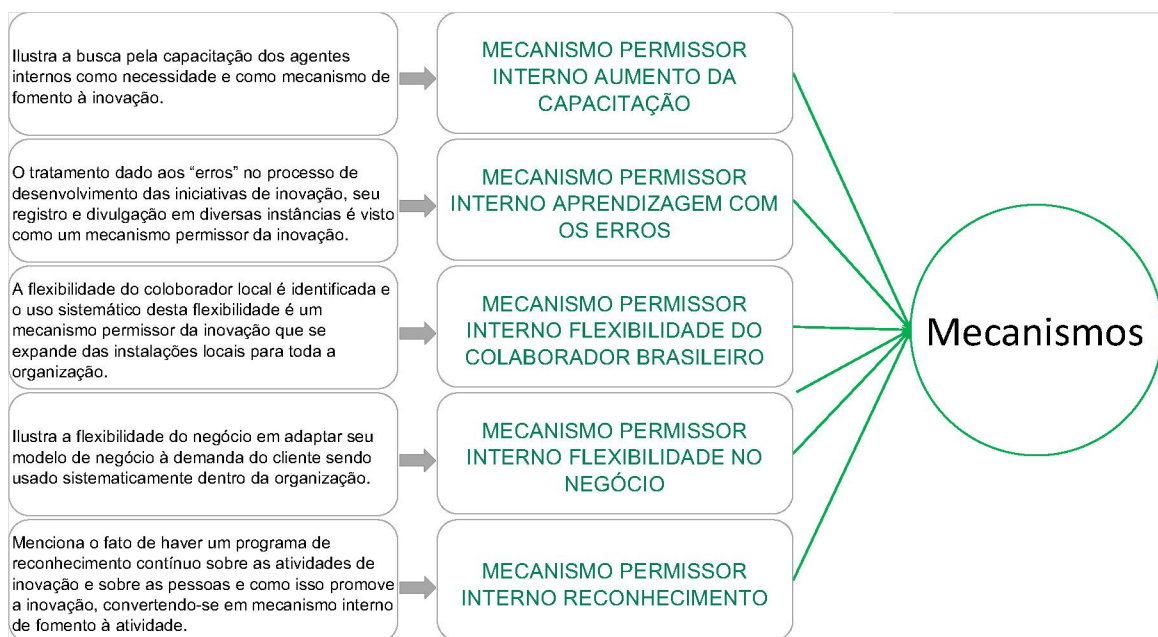 Ilustra a busca pela capacitação dos agentes
internos como necessidade e como mecanismo de
fomento à inovação.
MECANISMO PERMISSOR
INTERNO AUMENTO DA
CAPACITAÇÃO
O tratamento dado aos “erros” no processo de
desenvolvimento das iniciativas de inovação, seu
registro e divulgação em diversas instâncias é visto
como um mecanismo permissor da inovação.
MECANISMO PERMISSOR
INTERNO APRENDIZAGEM COM
OS ERROS
A flexibilidade do coloborador local é identificada e
o uso sistemático desta flexibilidade é um
mecanismo permissor da inovação que se
expande das instalações locais para toda a
organização.
MECANISMO PERMISSOR
INTERNO FLEXIBILIDADE DO
COLABORADOR BRASILEIRO
Ilustra a flexibilidade do negócio em adaptar seu
modelo de negócio à demanda do cliente sendo
usado sistematicamente dentro da organização.
MECANISMO PERMISSOR
INTERNO FLEXIBILIDADE NO
NEGÓCIO
Menciona o fato de haver um programa de
reconhecimento contínuo sobre as atividades de
inovação e sobre as pessoas e como isso promove
a inovação, convertendo-se em mecanismo interno
de fomento à atividade.
MECANISMO PERMISSOR
INTERNO RECONHECIMENTO
Mecanismos